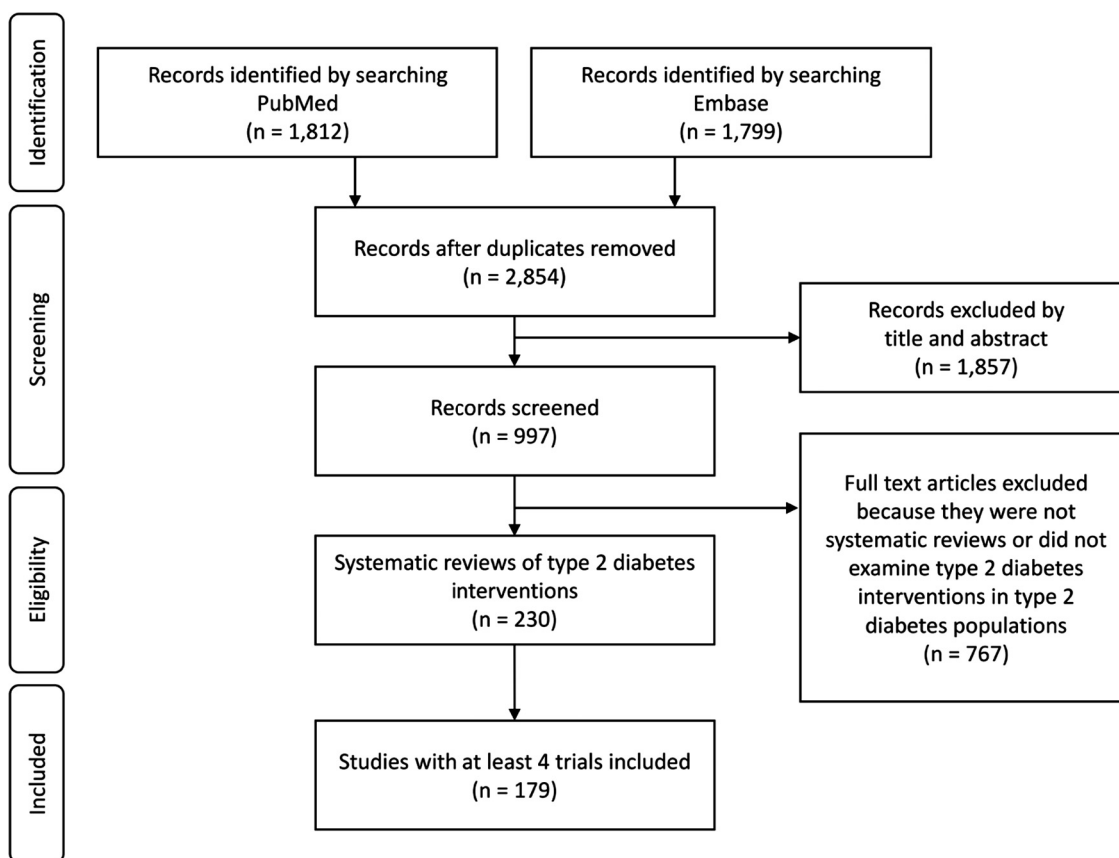 Identification
Records identified by searching
PubMed
(n = 1,812)
Records identified by searching
Embase
(n = 1,799)
Screening
Records after duplicates removed
(n = 2,854)
Records excluded by
title and abstract
(n = 1,857)
Records screened
(n = 997)
Full text articles excluded
because they were not
systematic reviews or did not
examine type 2 diabetes
interventions in type 2
diabetes populations
(n = 767)
Eligibility
Systematic reviews of type 2 diabetes
interventions
(n = 230)
Included
Studies with at least 4 trials included
(n = 179)